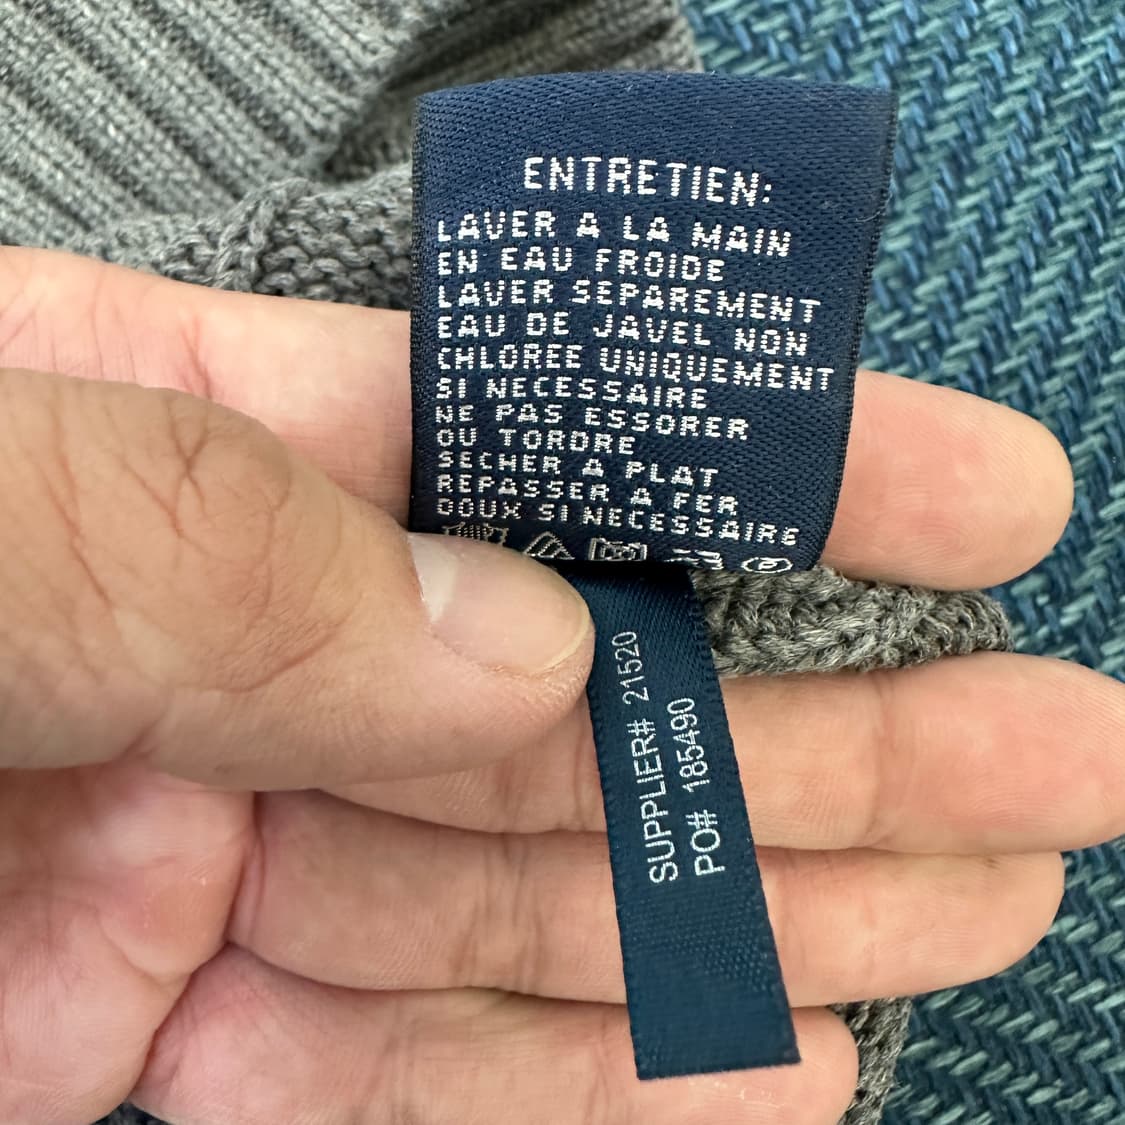 ENTRETIEN:
LAVER A LA MAIN
EN EAU FROIDE
LAVER SEPAREMENT
EAU DE JAVEL NON
CHLOREE UNIQUEMENT
SI NECESSAIRE
NE PAS ESSORER
OU TORDRE
SECHER A PLAT
REPASSER A FER
DOUX SI NECESSAIRE
SUPPLIER# 21520
PO# 185490